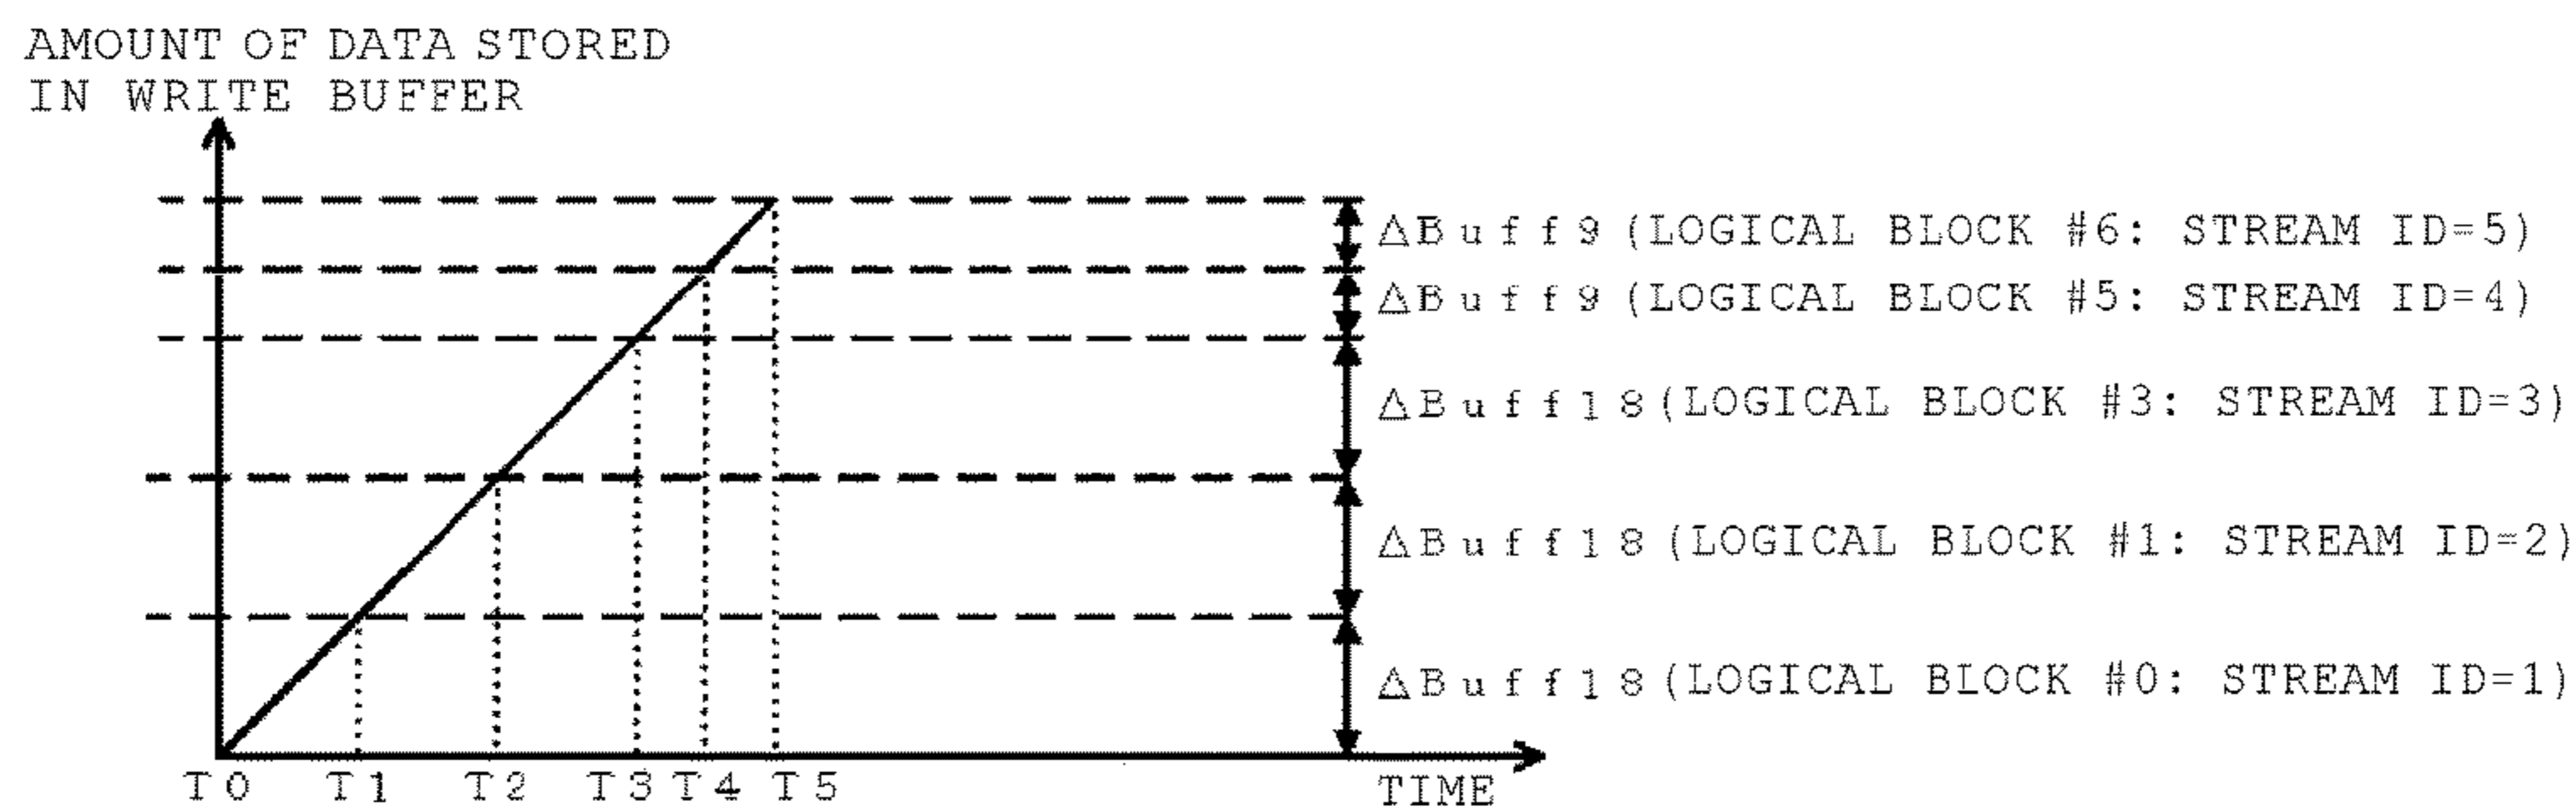 AMOUNT OF DATA STORED
IN WRITE BUFFER
ΔBuff9(LOGICAL BLOCK #6: STREAM ID=5)
ΔBuff9(LOGICAL BLOCK #5: STREAM ID=4)
ΔBuff18(LOGICAL BLOCK #3: STREAM ID=3)
ΔBuff18(LOGICAL BLOCK #1: STREAM ID=2)
ΔBuff18(LOGICAL BLOCK #0: STREAM ID=1)
T0 T1 T2 T3 T4 T5 TIME